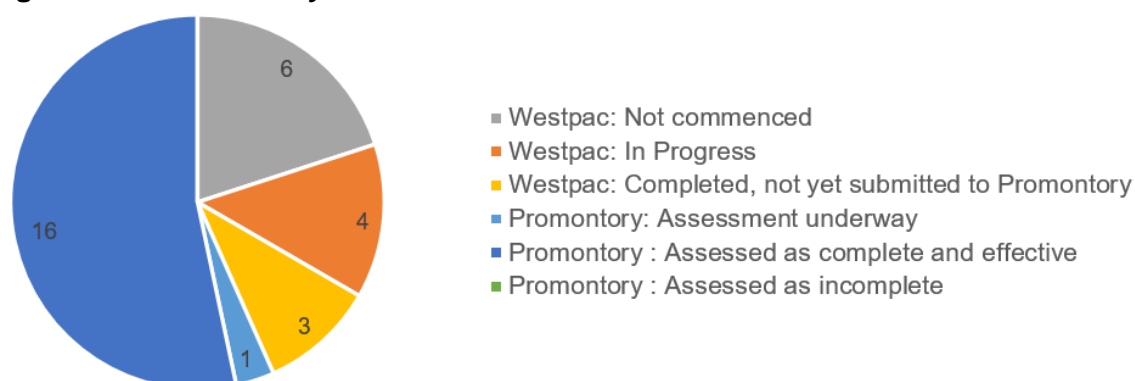 6
4
3
1
16
Westpac: Not commenced
Westpac: In Progress
Westpac: Completed, not yet submitted to Promontory
Promontory: Assessment underway
Promontory : Assessed as complete and effective
Promontory : Assessed as incomplete